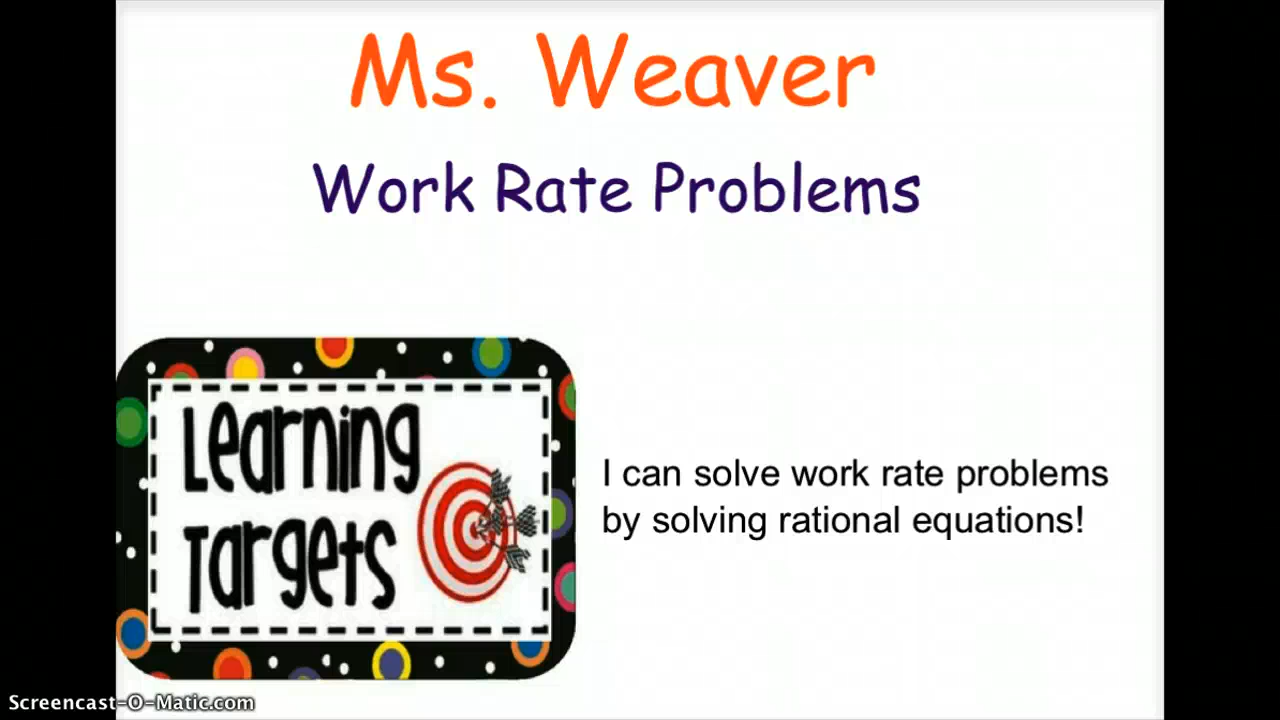 Ms. Weaver
Work Rate Problems
Learning
Targets
I can solve work rate problems
by solving rational equations!
Screencast-O-Matic.com